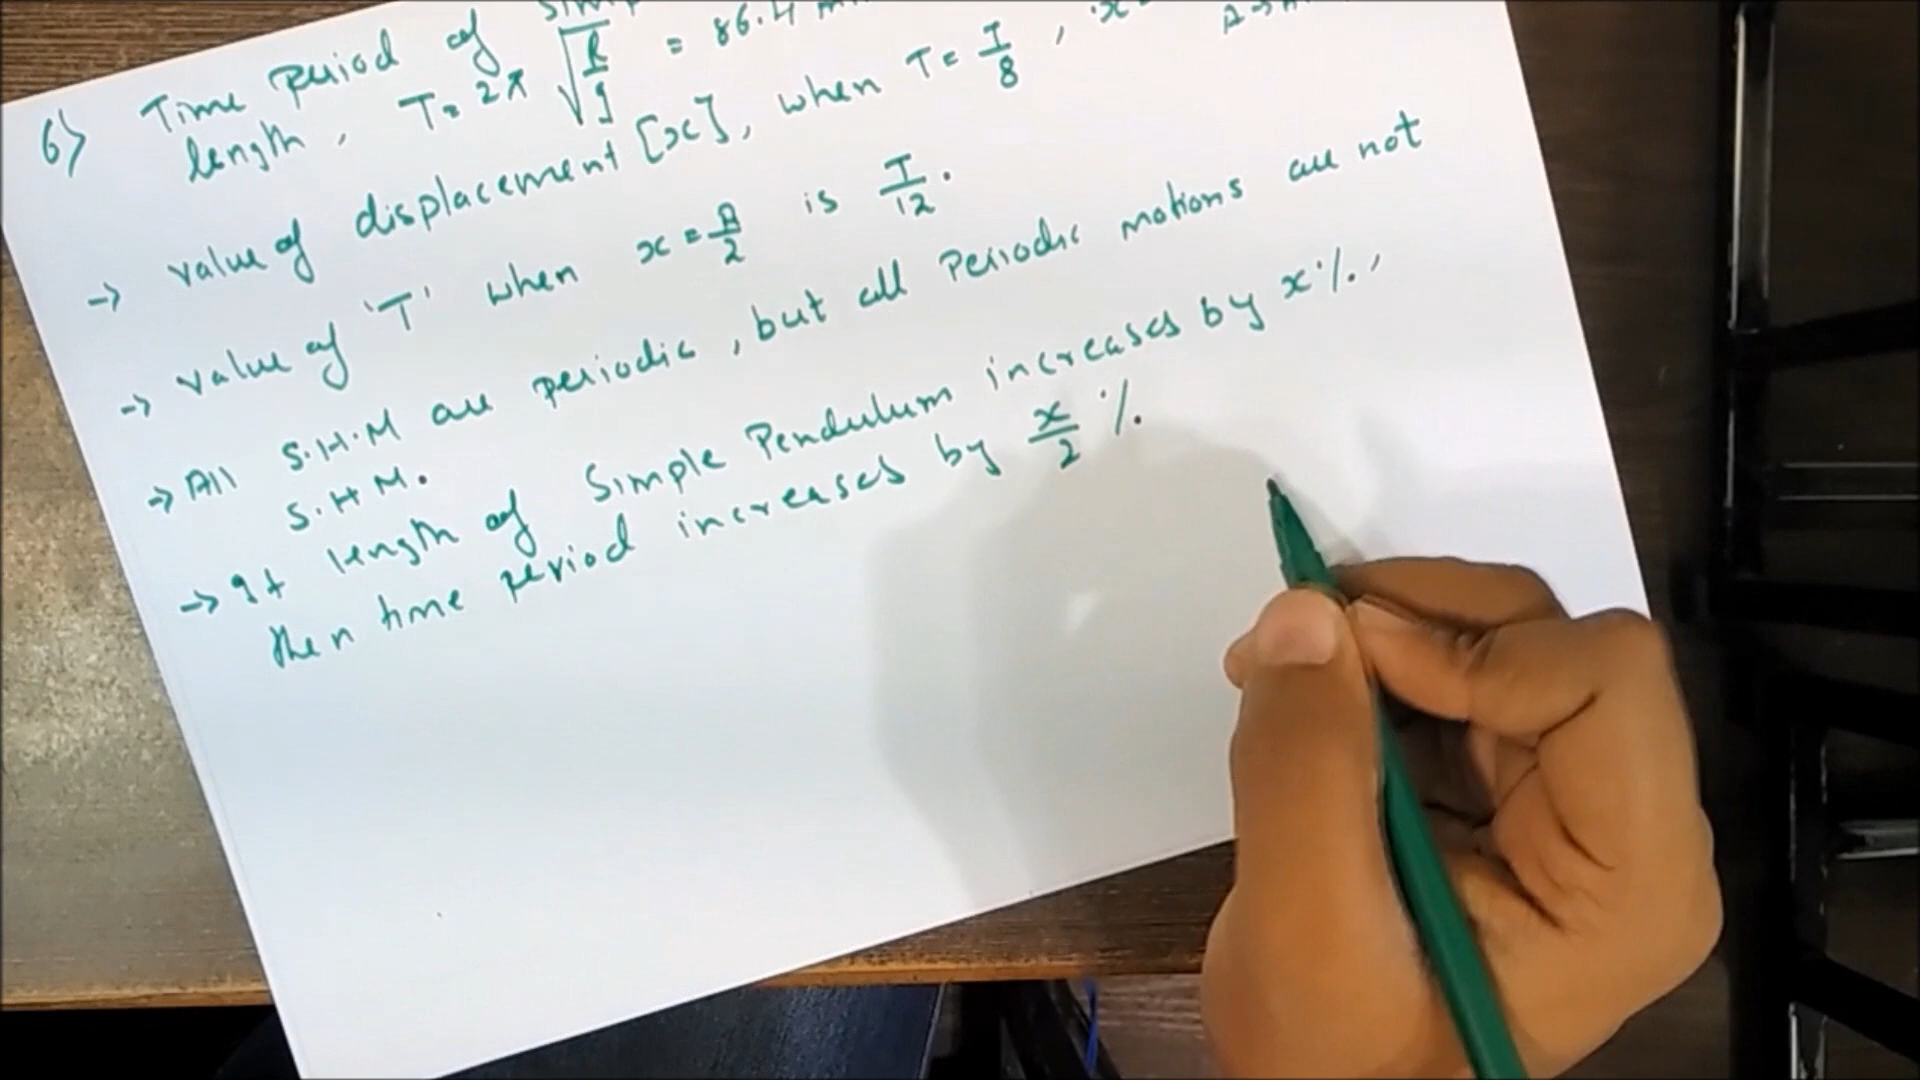 6) Time period of
length, T= 2π √R/g = 86.4
→ value of displacement [x], when T= T/8, x
→ value of 'T' when x = A/2 is T/12.
→ All S.H.M are periodic, but all Periodic motions are not
S.H.M.
→ If length of Simple Pendulum increases by x%,
then time period increases by x/2 %.